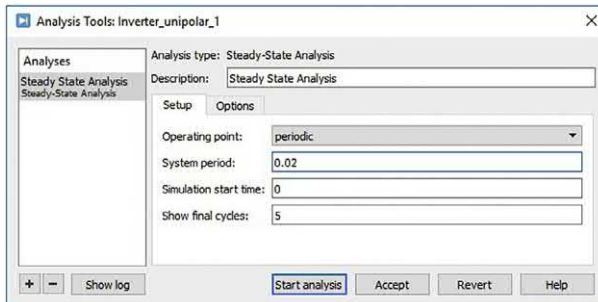 Analysis Tools: Inverter_unipolar_1
Analyses
Steady State Analysis
Steady-State Analysis
Analysis type: Steady-State Analysis
Description: Steady State Analysis
Setup Options
Operating point: periodic
System period: 0.02
Simulation start time: 0
Show final cycles: 5
+ − Show log Start analysis Accept Revert Help